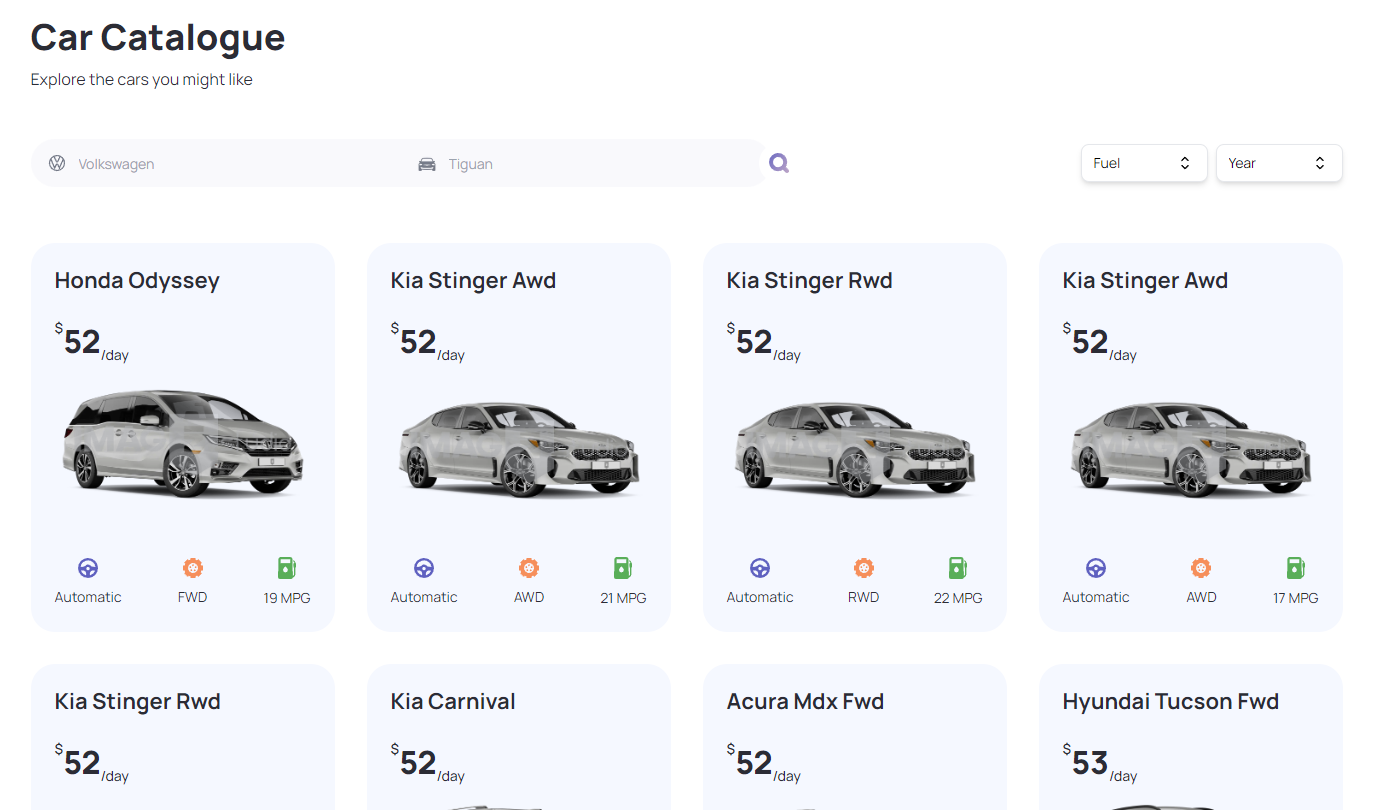 Car Catalogue
Explore the cars you might like
Volkswagen Tiguan Fuel Year
Honda Odyssey
$52/day
Automatic FWD 19 MPG
Kia Stinger Awd
$52/day
Automatic AWD 21 MPG
Kia Stinger Rwd
$52/day
Automatic RWD 22 MPG
Kia Stinger Awd
$52/day
Automatic AWD 17 MPG
Kia Stinger Rwd
$52/day
Kia Carnival
$52/day
Acura Mdx Fwd
$52/day
Hyundai Tucson Fwd
$53/day